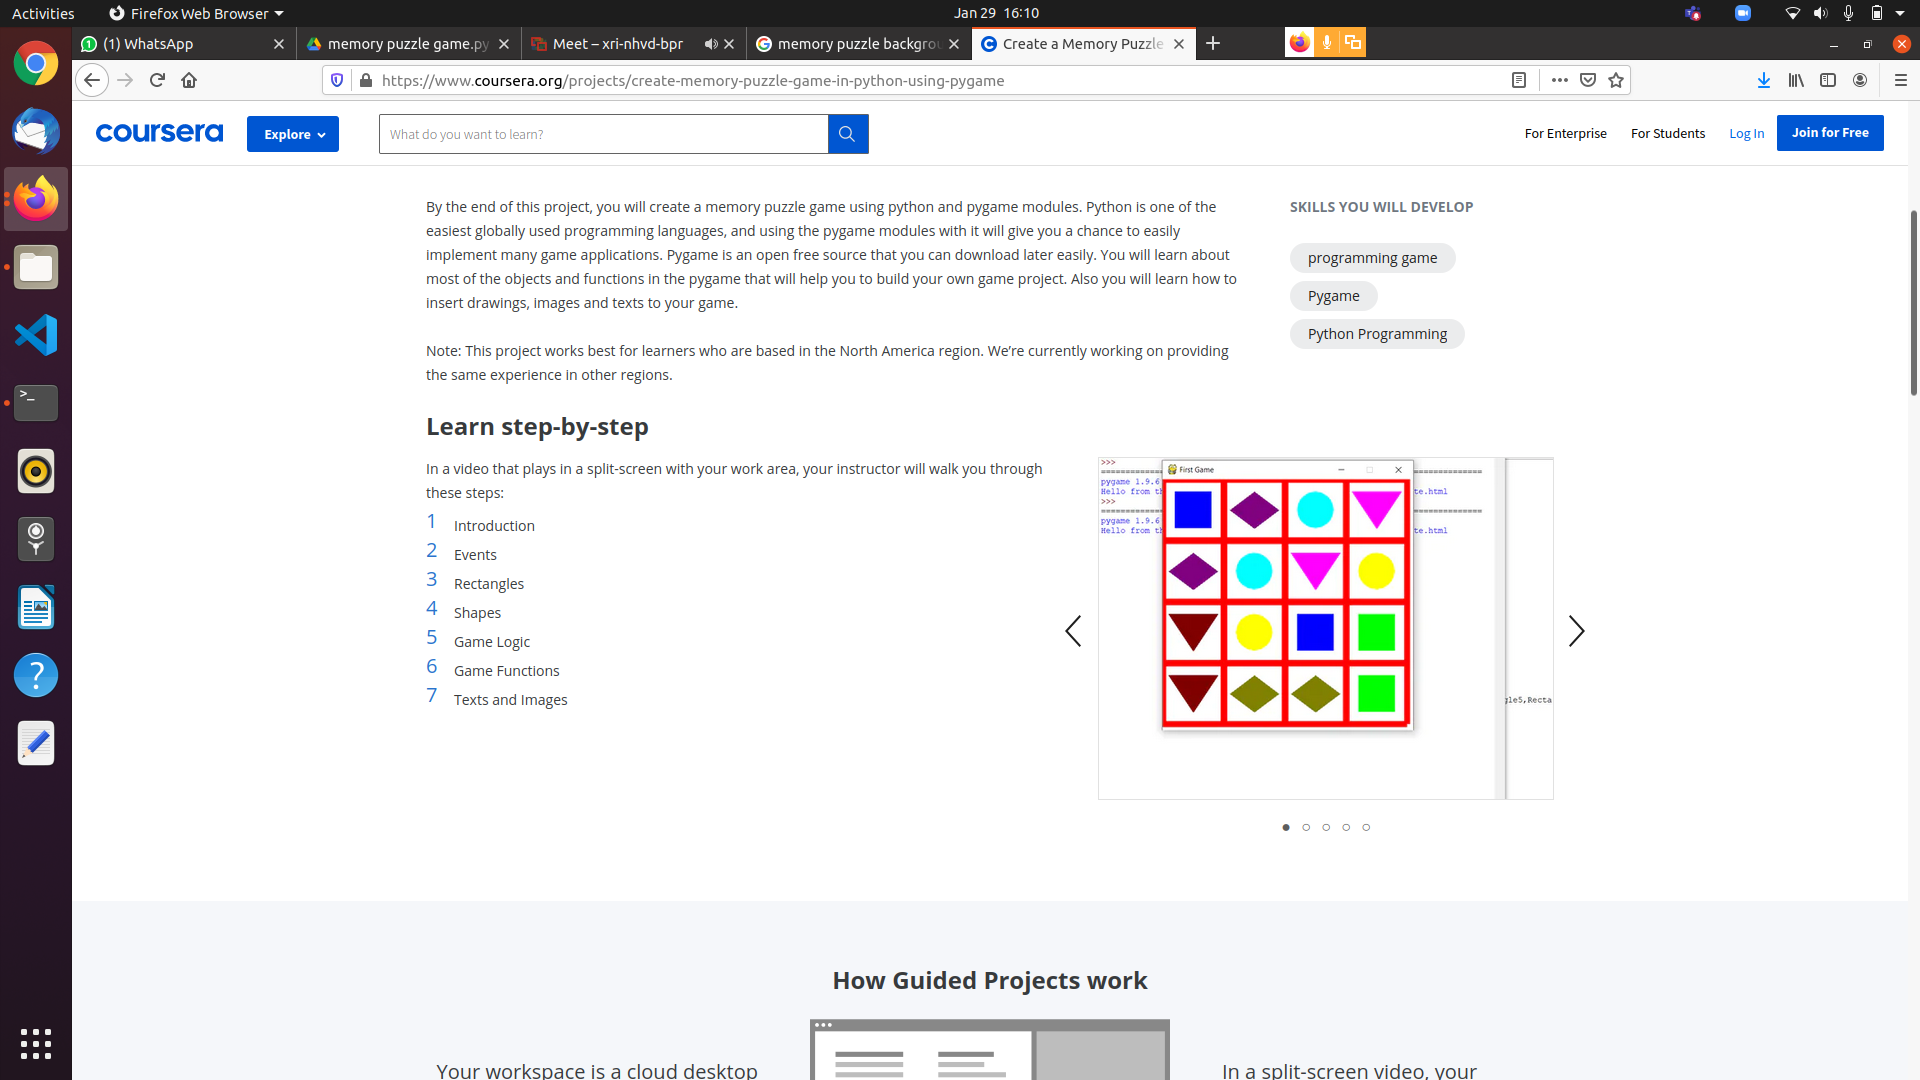 Activities
Firefox Web Browser
Jan 29 16:10
(1) WhatsApp
memory puzzle game.py
Meet – xri-nhvd-bpr
memory puzzle backgrou
Create a Memory Puzzle
https://www.coursera.org/projects/create-memory-puzzle-game-in-python-using-pygame
coursera
Explore
What do you want to learn?
For Enterprise
For Students
Log In
Join for Free
By the end of this project, you will create a memory puzzle game using python and pygame modules. Python is one of the
easiest globally used programming languages, and using the pygame modules with it will give you a chance to easily
implement many game applications. Pygame is an open free source that you can download later easily. You will learn about
most of the objects and functions in the pygame that will help you to build your own game project. Also you will learn how to
insert drawings, images and texts to your game.
Note: This project works best for learners who are based in the North America region. We're currently working on providing
the same experience in other regions.
SKILLS YOU WILL DEVELOP
programming game
Pygame
Python Programming
Learn step-by-step
In a video that plays in a split-screen with your work area, your instructor will walk you through
these steps:
1 Introduction
2 Events
3 Rectangles
4 Shapes
5 Game Logic
6 Game Functions
7 Texts and Images
>>>
First Game
pygame 1.9.6
Hello from th
te.html
>>>
pygame 1.9.6
Hello from th
te.html
gle5,Recta
How Guided Projects work
Your workspace is a cloud desktop
In a split-screen video, your